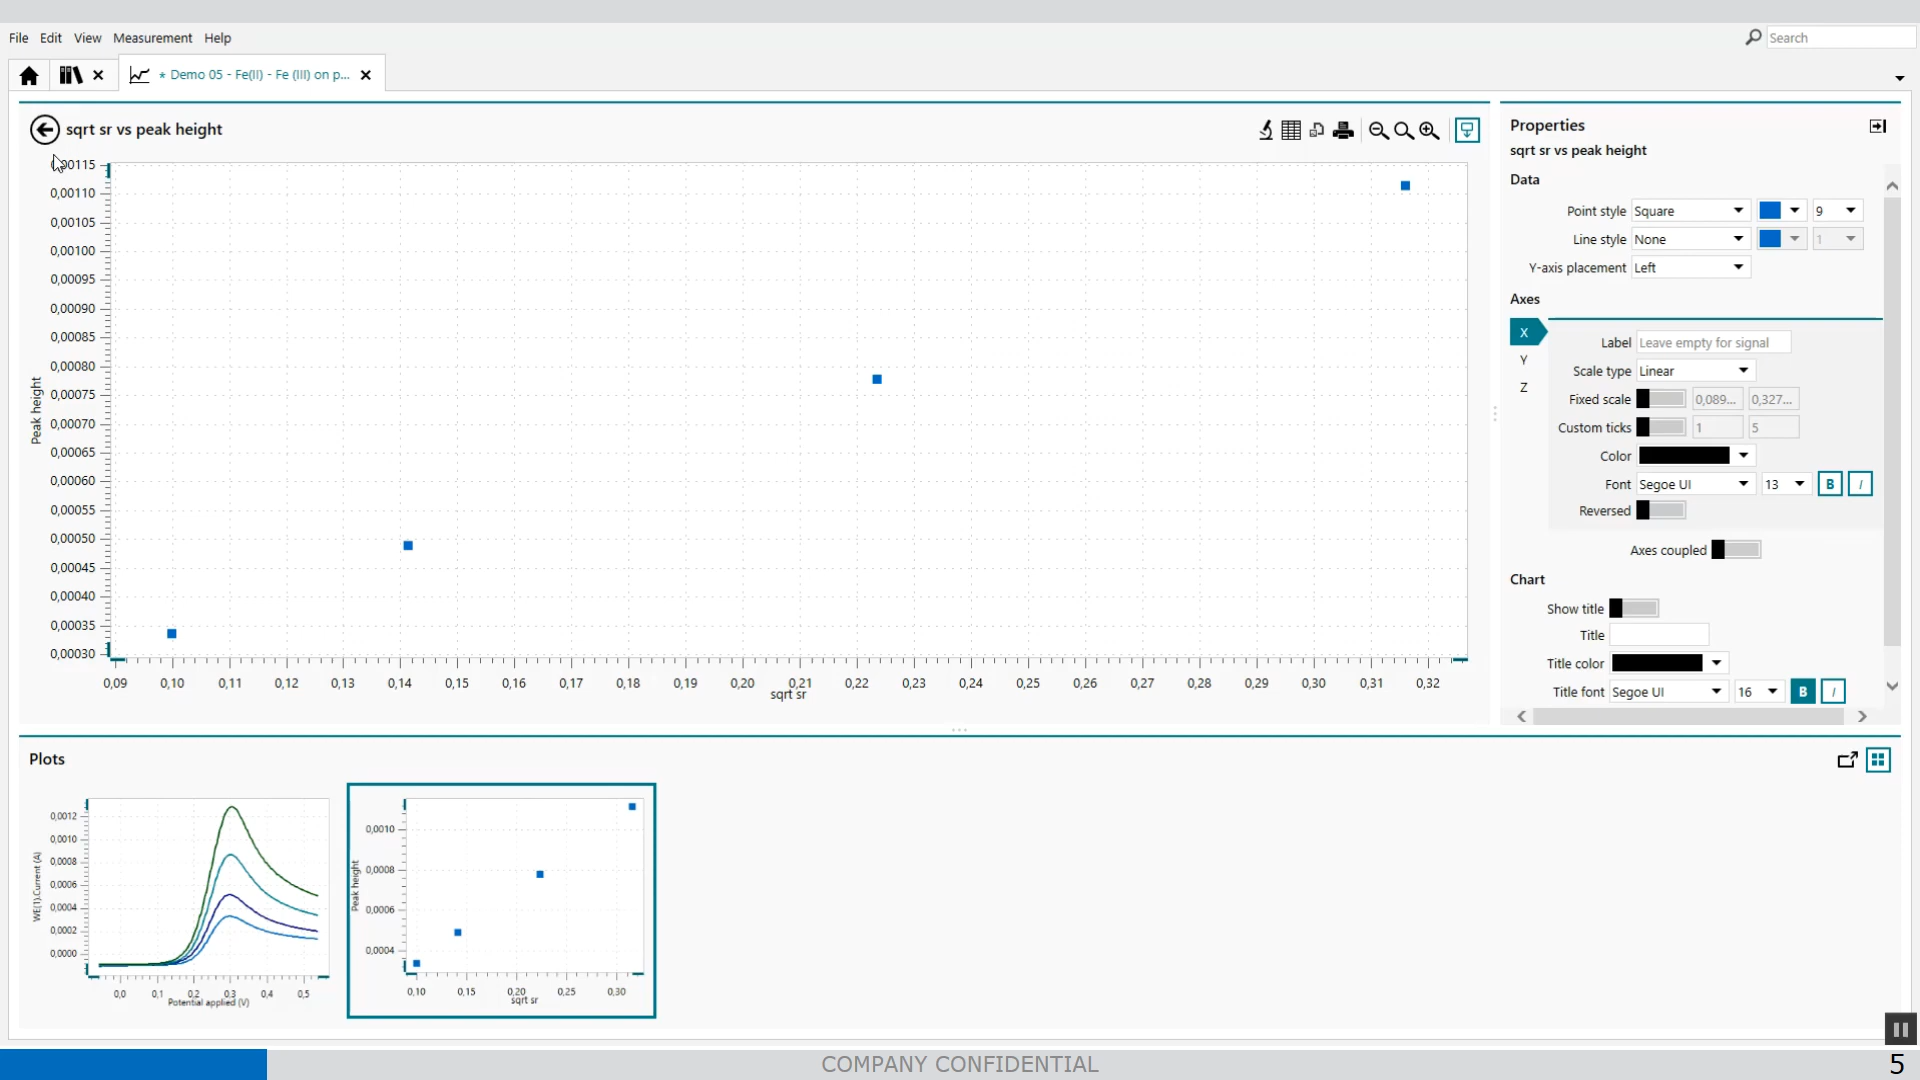 File Edit View Measurement Help
Search
* Demo 05 - Fe(II) - Fe (III) on p...
sqrt sr vs peak height
00115
0,00110
0,00105
0,00100
0,00095
0,00090
0,00085
0,00080
0,00075
0,00070
0,00065
0,00060
0,00055
0,00050
0,00045
0,00040
0,00035
0,00030
Peak height
0,09 0,10 0,11 0,12 0,13 0,14 0,15 0,16 0,17 0,18 0,19 0,20 0,21 0,22 0,23 0,24 0,25 0,26 0,27 0,28 0,29 0,30 0,31 0,32
sqrt sr
Properties
sqrt sr vs peak height
Data
Point style Square 9
Line style None 1
Y-axis placement Left
Axes
X
Y
Z
Label Leave empty for signal
Scale type Linear
Fixed scale 0,089... 0,327...
Custom ticks 1 5
Color
Font Segoe UI 13 B I
Reversed
Axes coupled
Chart
Show title
Title
Title color
Title font Segoe UI 16 B I
Plots
0,0012
0,0010
0,0008
0,0006
0,0004
0,0002
0,0000
WE(1).Current (A)
0,0 0,1 0,2 0,3 0,4 0,5
Potential applied (V)
0,0010
0,0008
0,0006
0,0004
Peak height
0,10 0,15 0,20 0,25 0,30
sqrt sr
COMPANY CONFIDENTIAL
5